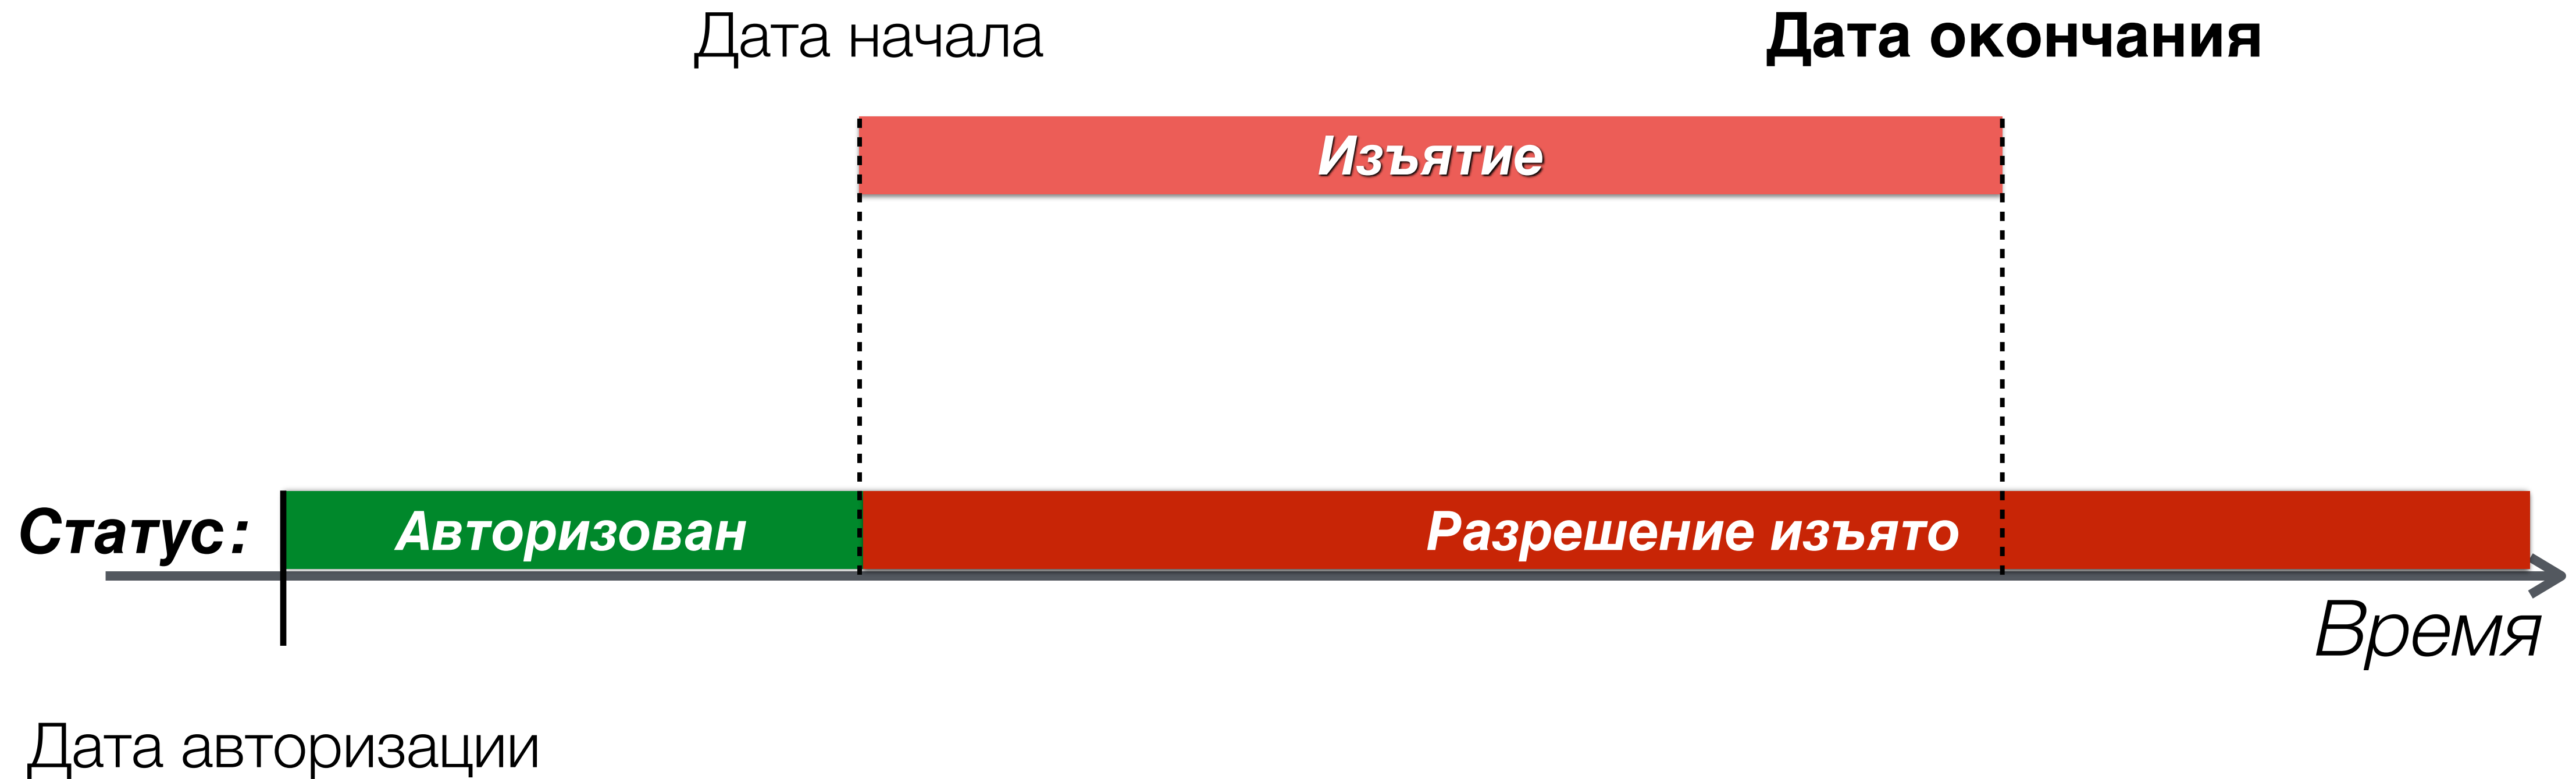 Дата начала
Дата окончания
Изъятие
Статус:
Авторизован
Разрешение изъято
Время
Дата авторизации